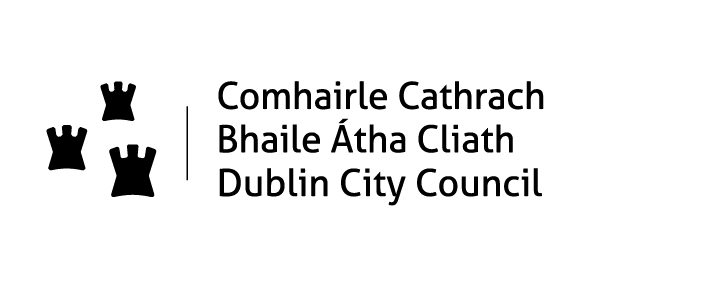 Comhairle Cathrach
Bhaile Átha Cliath
Dublin City Council